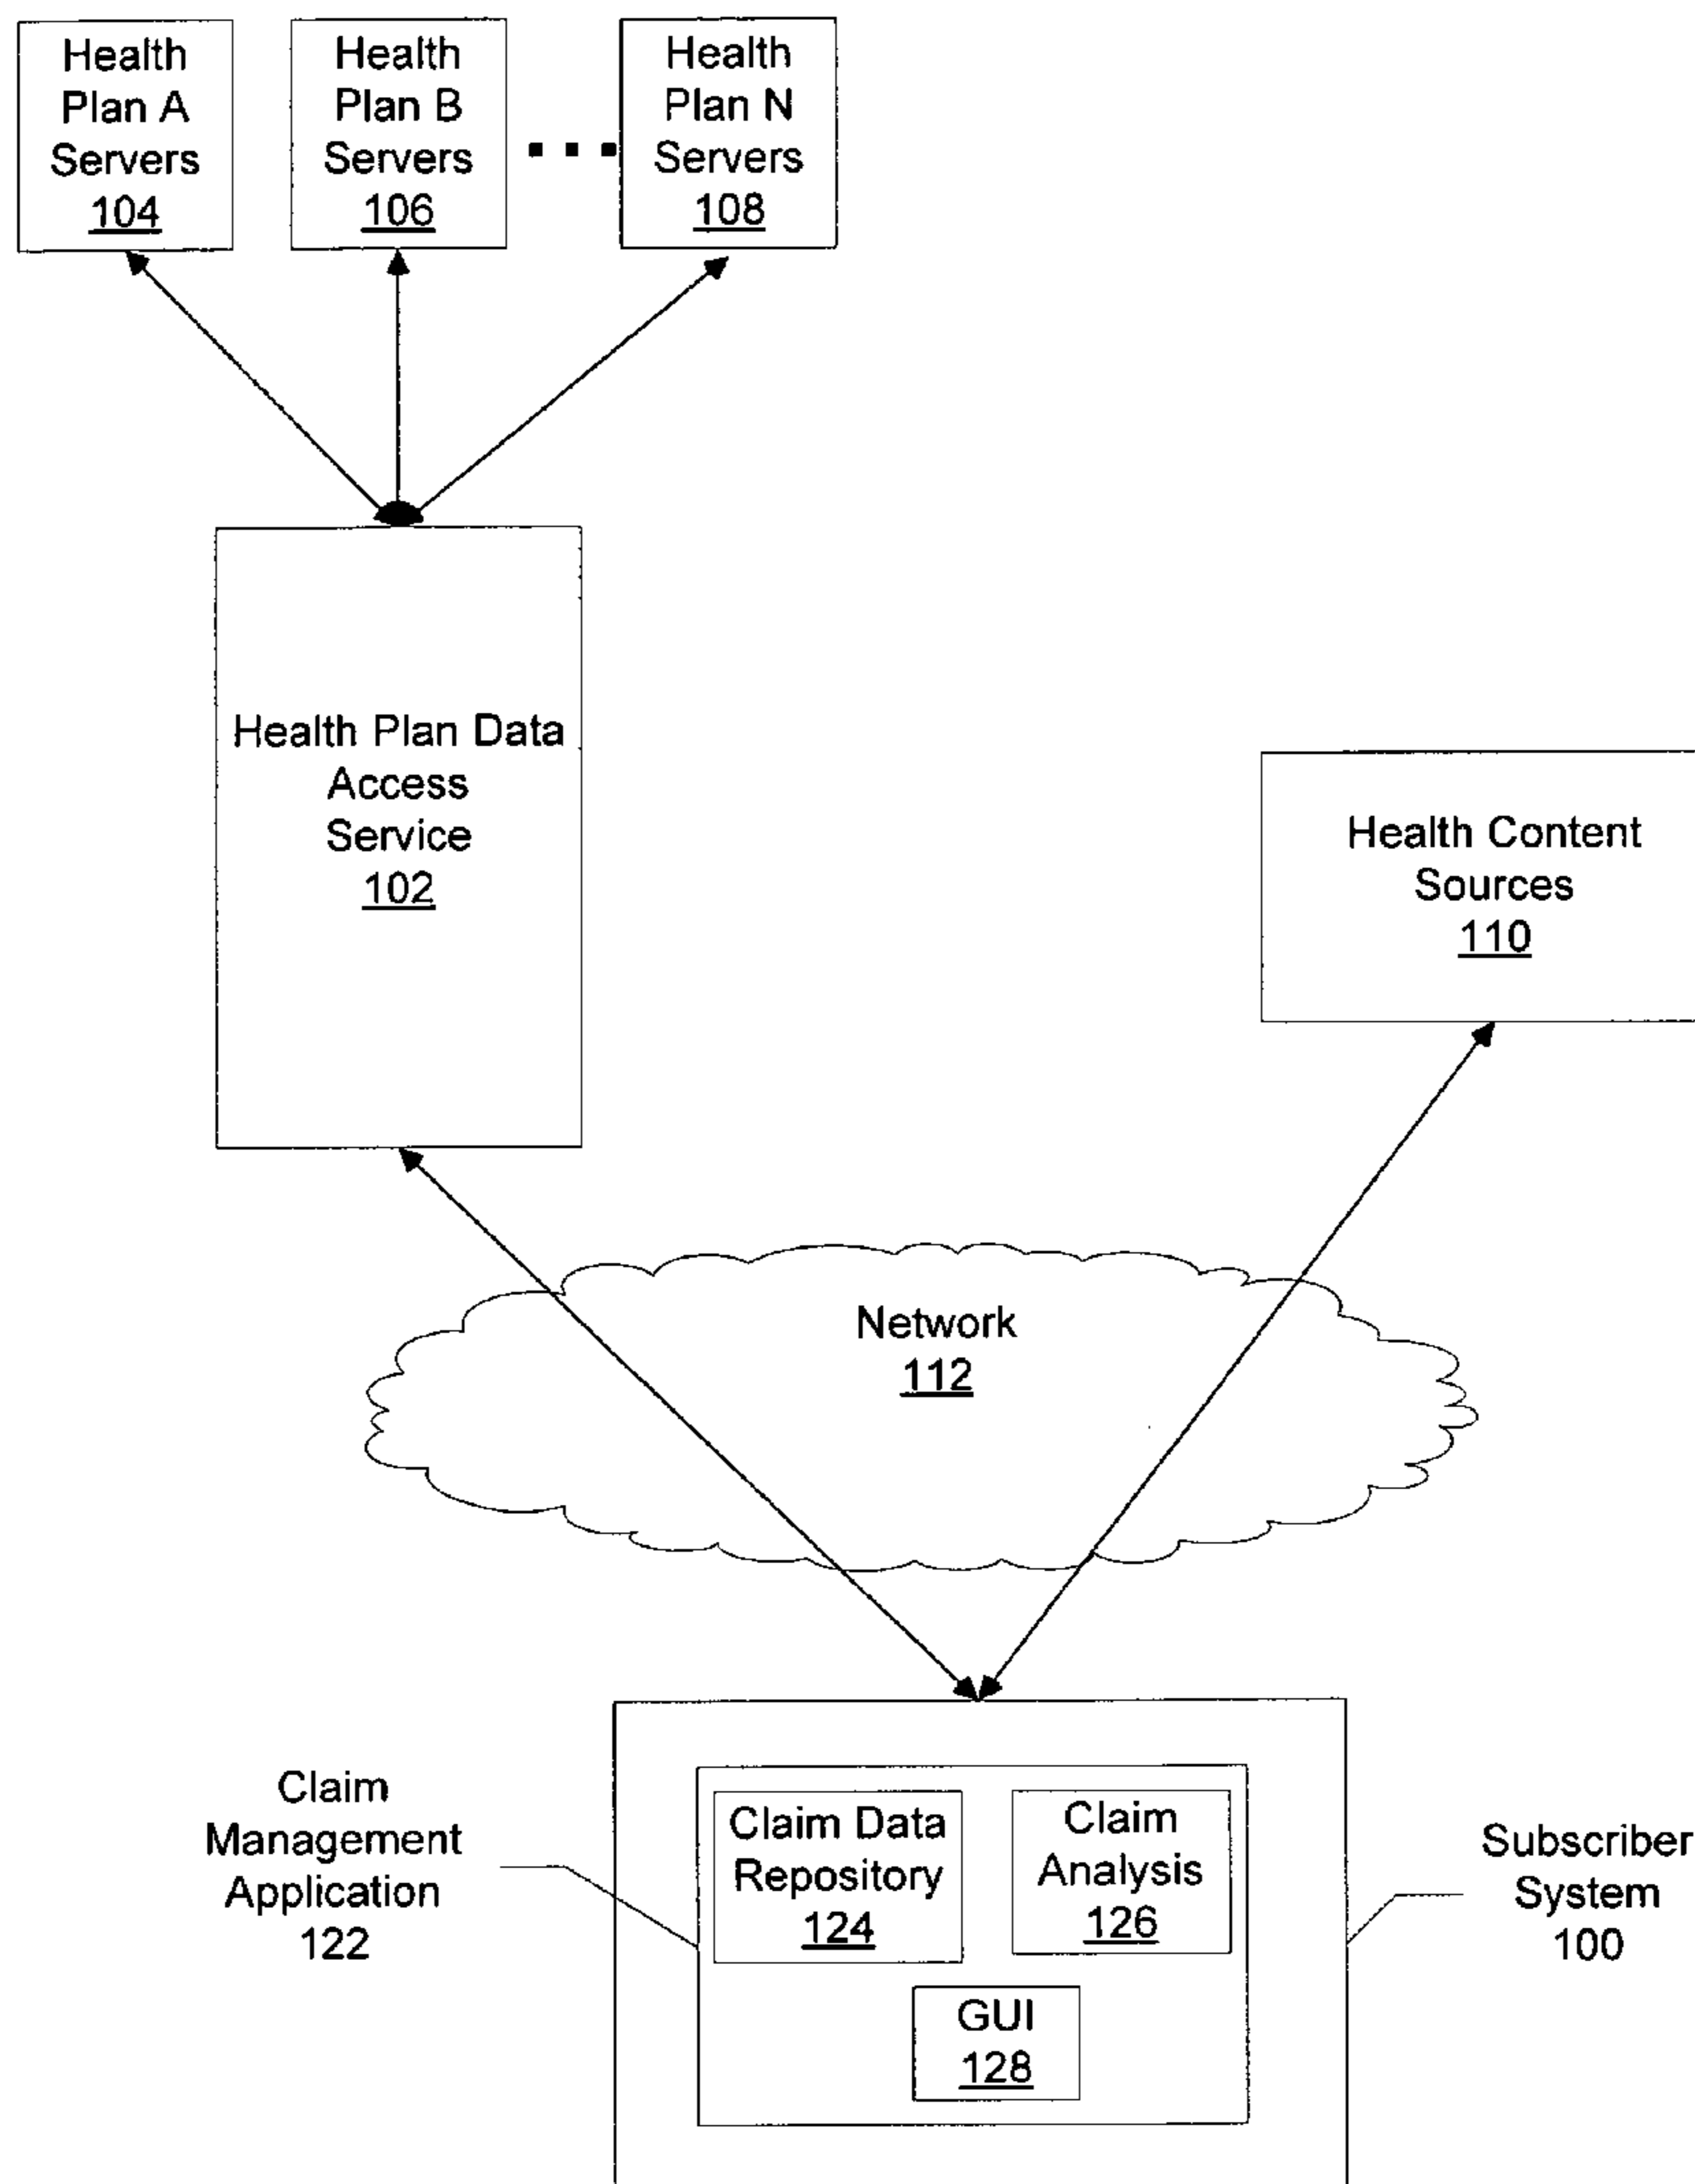 Health
Plan A
Servers
104
Health
Plan B
Servers
106
Health
Plan N
Servers
108
Health Plan Data
Access
Service
102
Health Content
Sources
110
Network
112
Claim
Management
Application
122
Claim Data
Repository
124
Claim
Analysis
126
GUI
128
Subscriber
System
100